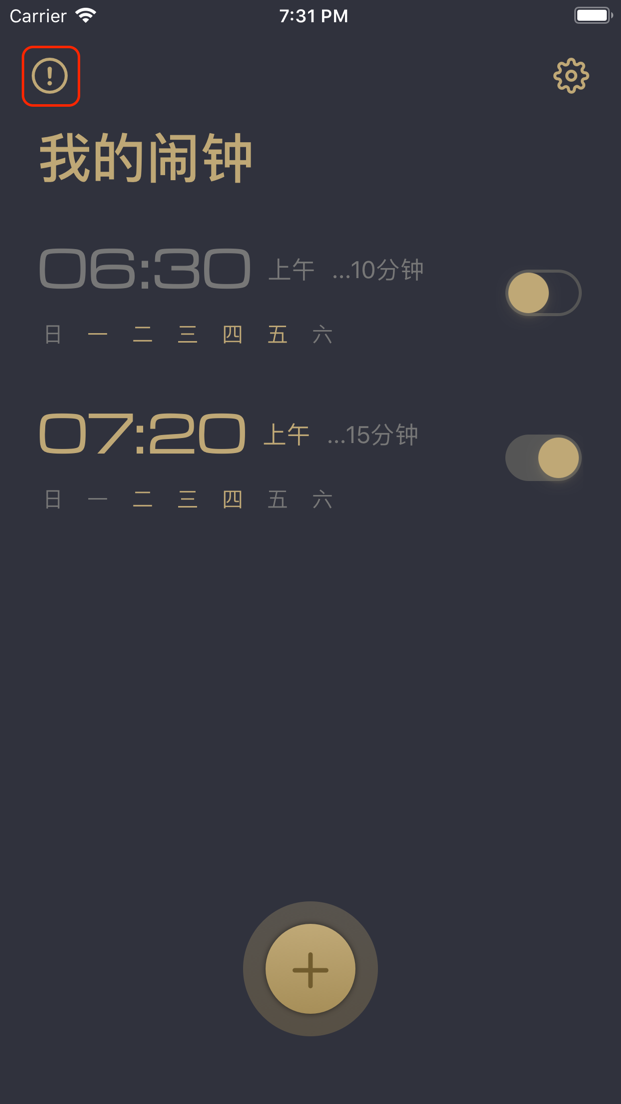 Carrier 7:31 PM
我的闹钟
06:30 上午 ...10分钟
日 一 二 三 四 五 六
07:20 上午 ...15分钟
日 一 二 三 四 五 六